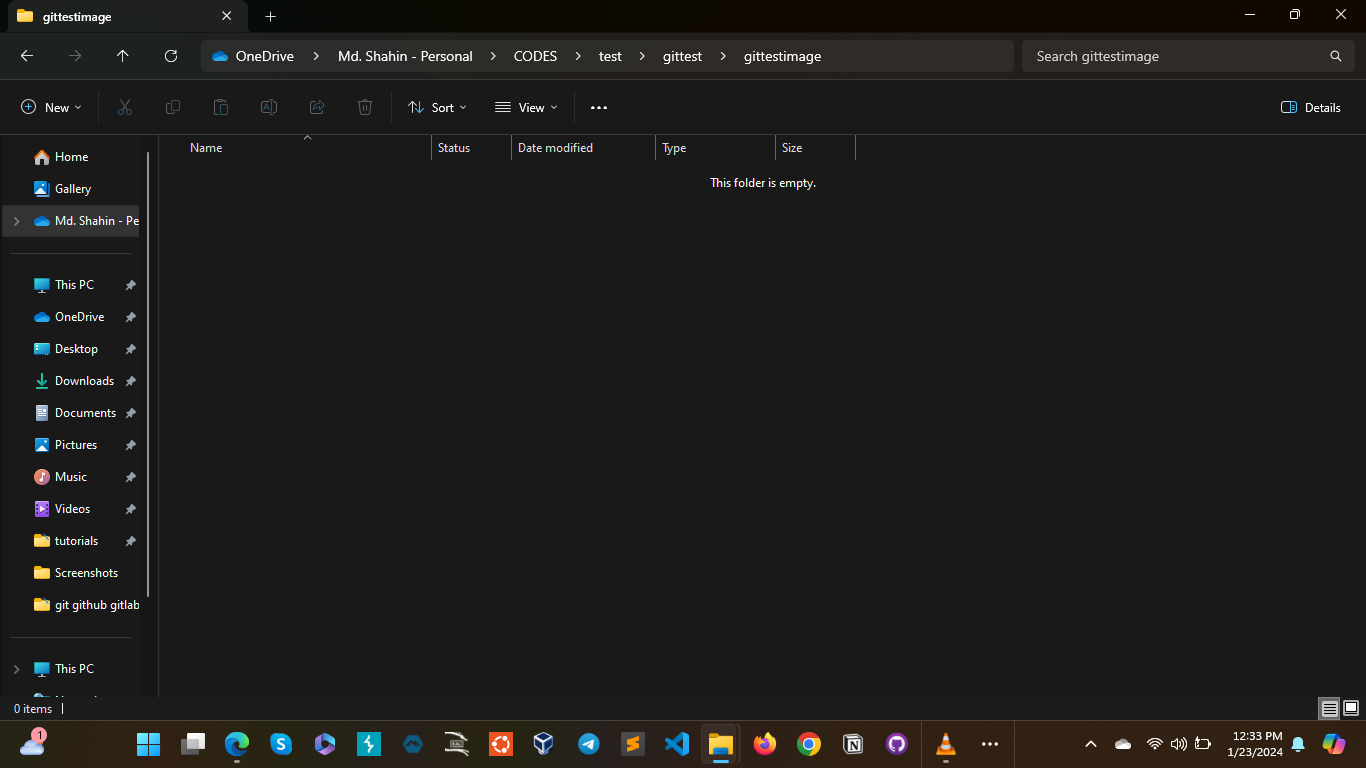 gittestimage
OneDrive > Md. Shahin - Personal > CODES > test > gittest > gittestimage
Search gittestimage
New
Sort
View
Details
Name Status Date modified Type Size
This folder is empty.
Home
Gallery
Md. Shahin - Pe
This PC
OneDrive
Desktop
Downloads
Documents
Pictures
Music
Videos
tutorials
Screenshots
git github gitlab
This PC
0 items
1
12:33 PM
1/23/2024